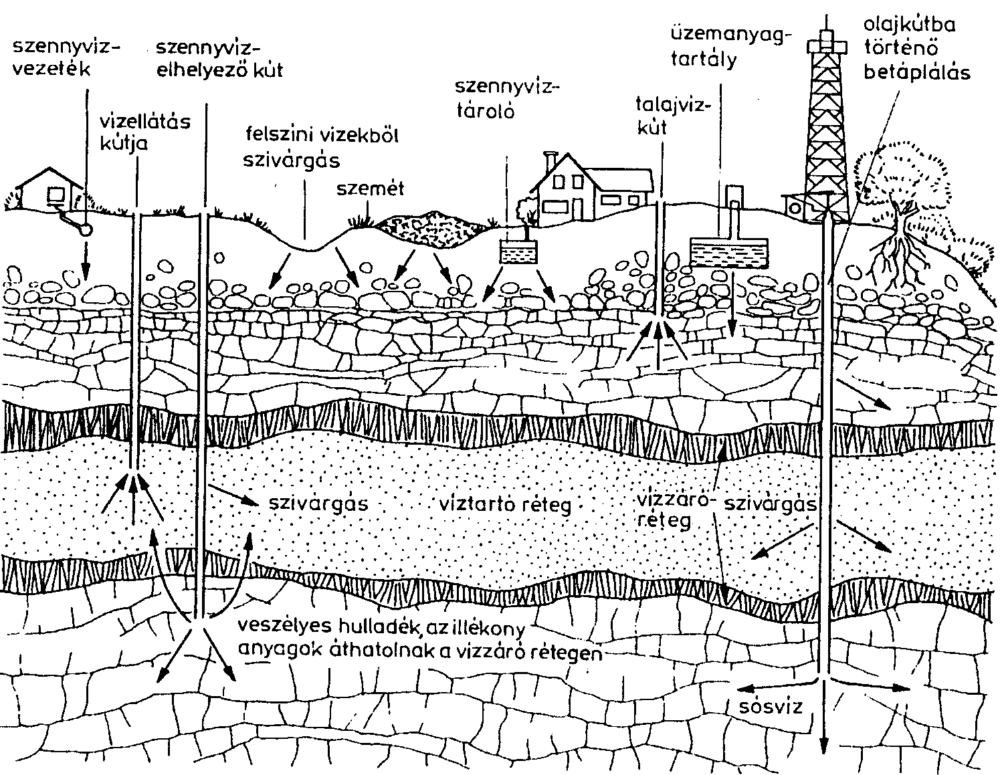 szennyvíz-
vezeték
szennyvíz-
elhelyező kút
vízellátás
kútja
felszíni vizekből
szivárgás
szemét
szennyvíz-
tároló
talajvíz-
kút
üzemanyag-
tartály
olajkútba
történő
betáplálás
szivárgás
víztartó réteg
vízzáró-
réteg
szivárgás
veszélyes hulladék, az illékony
anyagok áthatolnak a vízzáró rétegen
sósvíz